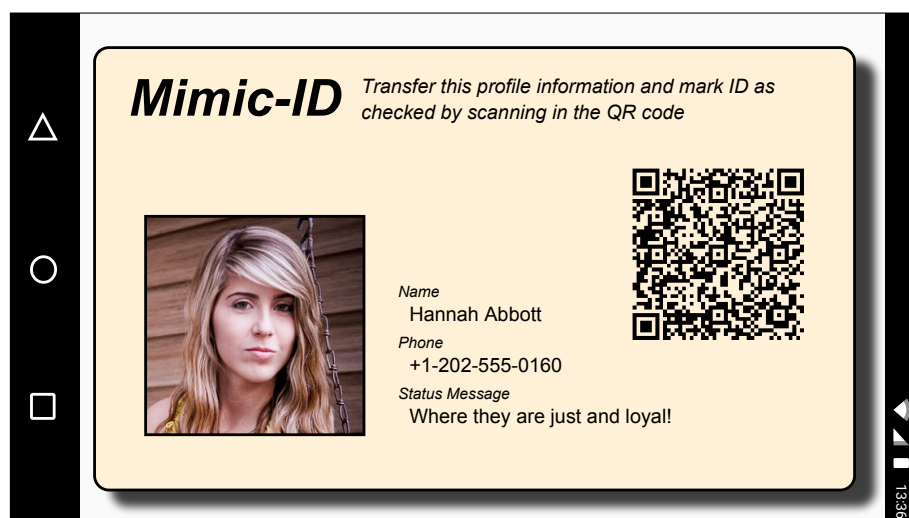 Mimic-ID
Transfer this profile information and mark ID as
checked by scanning in the QR code
Name
Hannah Abbott
Phone
+1-202-555-0160
Status Message
Where they are just and loyal!
13:36